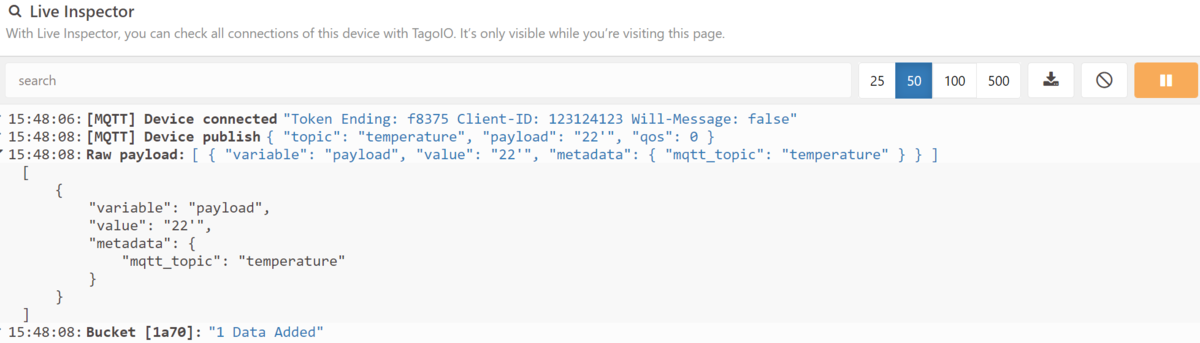 Live Inspector
With Live Inspector, you can check all connections of this device with TagoIO. It's only visible while you're visiting this page.
search 25 50 100 500
15:48:06: [MQTT] Device connected "Token Ending: f8375 Client-ID: 123124123 Will-Message: false"
15:48:08: [MQTT] Device publish { "topic": "temperature", "payload": "22'", "qos": 0 }
15:48:08: Raw payload: [ { "variable": "payload", "value": "22'", "metadata": { "mqtt_topic": "temperature" } } ]
[
{
"variable": "payload",
"value": "22'",
"metadata": {
"mqtt_topic": "temperature"
}
}
]
15:48:08: Bucket [1a70]: "1 Data Added"